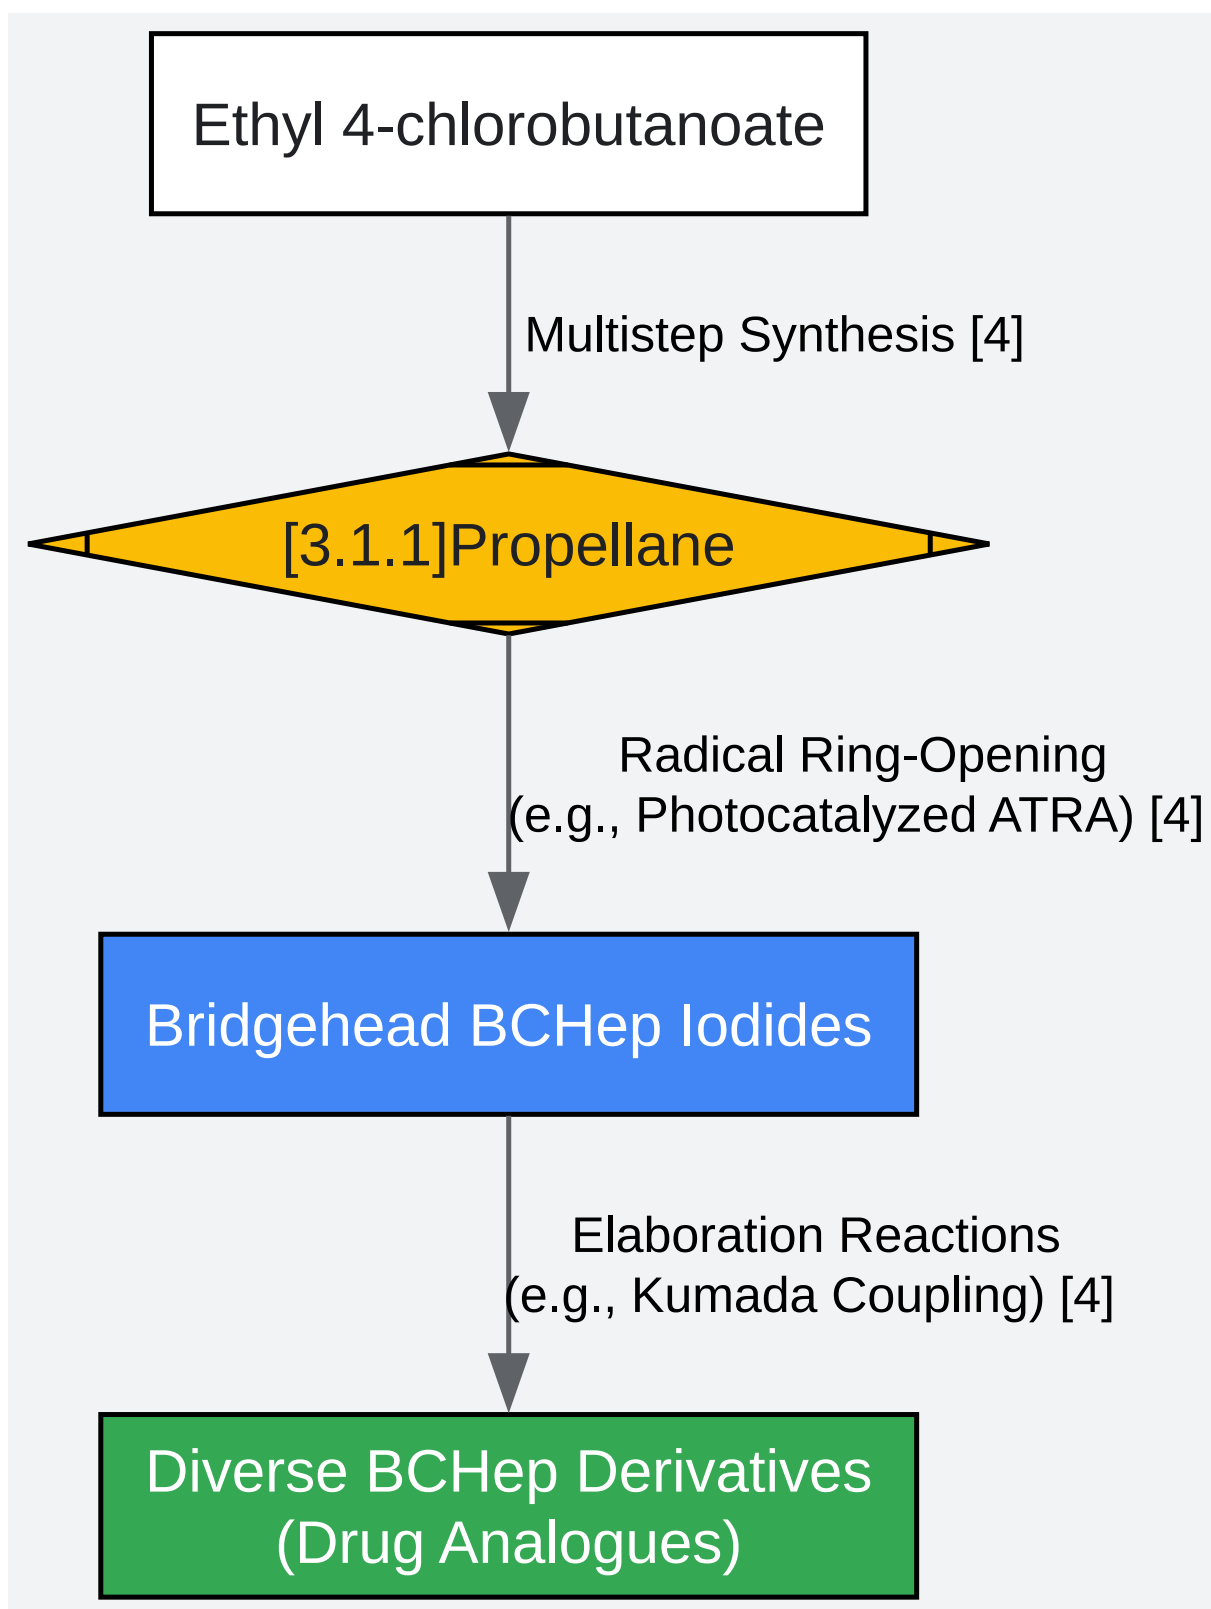 Ethyl 4-chlorobutanoate
Multistep Synthesis [4]
[3.1.1]Propellane
Radical Ring-Opening
(e.g., Photocatalyzed ATRA) [4]
Bridgehead BCHep Iodides
Elaboration Reactions
(e.g., Kumada Coupling) [4]
Diverse BCHep Derivatives
(Drug Analogues)